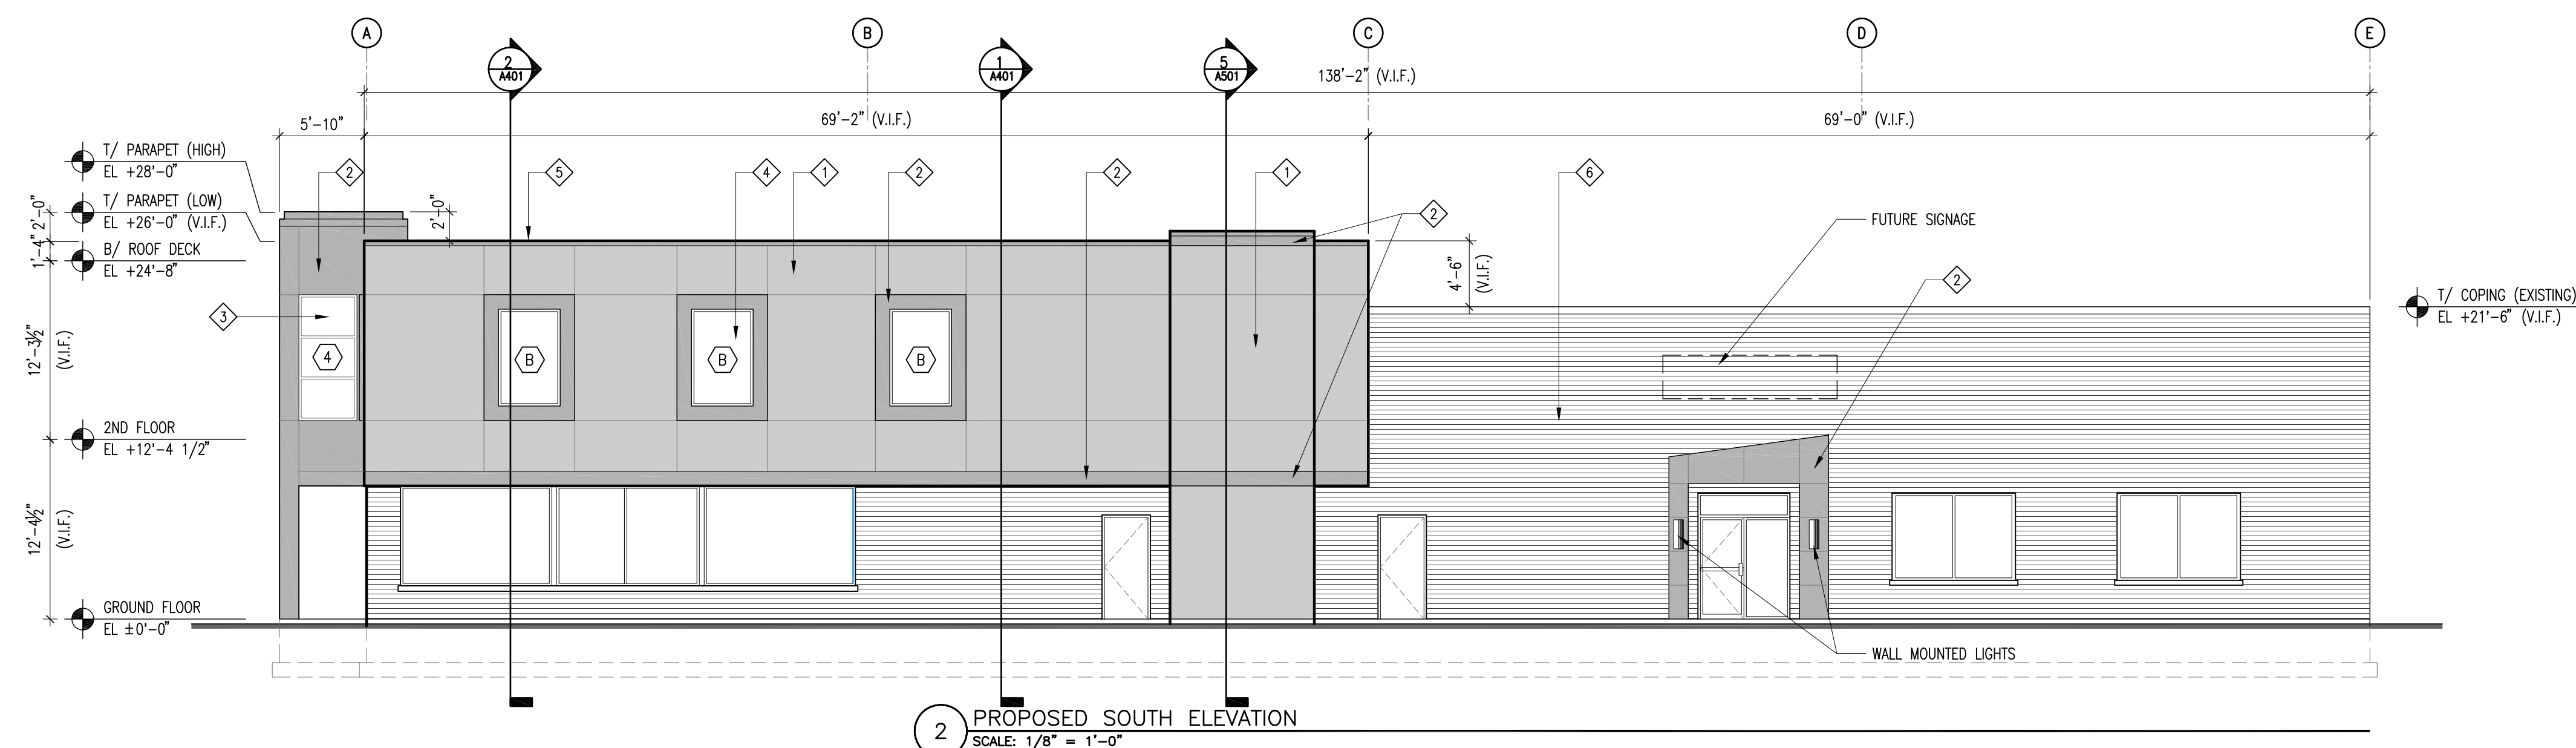 A
B
C
D
E
2
A401
1
A401
5
A501
138'-2" (V.I.F.)
5'-10"
69'-2" (V.I.F.)
69'-0" (V.I.F.)
T/ PARAPET (HIGH)
EL +28'-0"
T/ PARAPET (LOW)
EL +26'-0" (V.I.F.)
B/ ROOF DECK
EL +24'-8"
2'-0"
1'-4"
12'-3½"
(V.I.F.)
12'-4½"
(V.I.F.)
2ND FLOOR
EL +12'-4 1/2"
GROUND FLOOR
EL ±0'-0"
2
5
4
1
2
2
1
6
2'-0"
2
4'-6"
(V.I.F.)
FUTURE SIGNAGE
2
T/ COPING (EXISTING)
EL +21'-6" (V.I.F.)
3
4
B
B
B
WALL MOUNTED LIGHTS
2
PROPOSED SOUTH ELEVATION
SCALE: 1/8" = 1'-0"